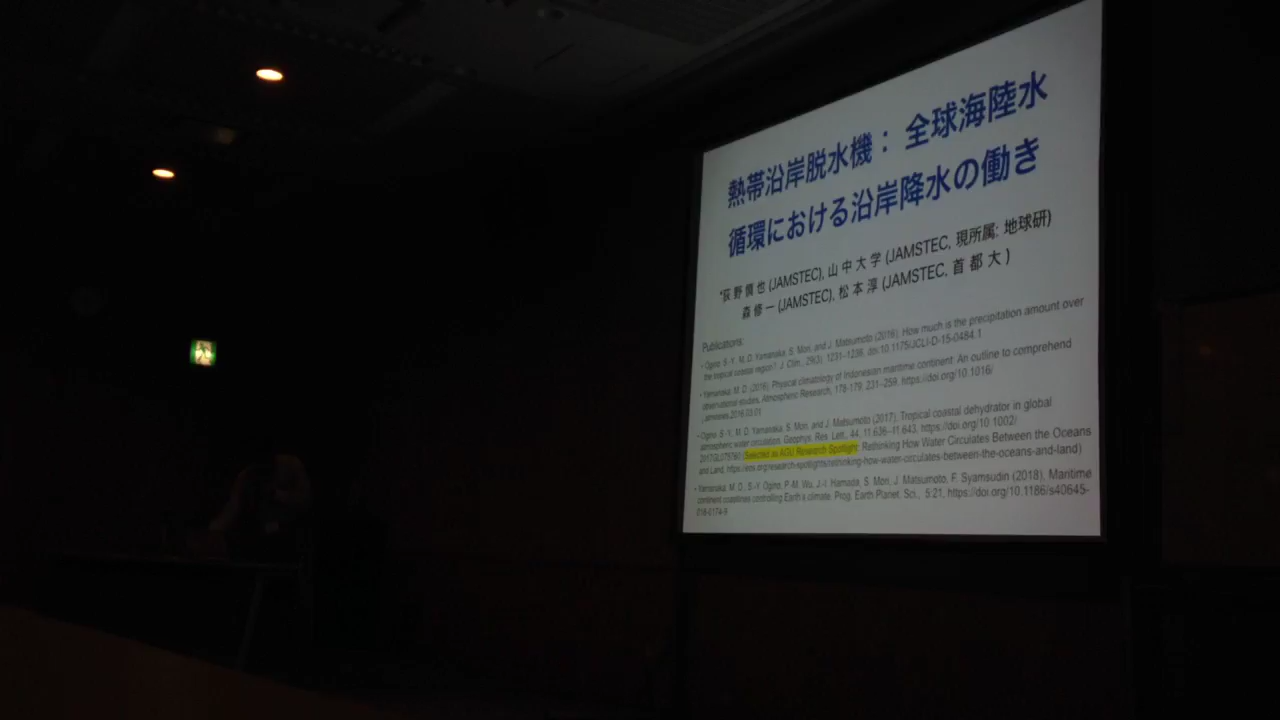 熱帯沿岸脱水機： 全球海陸水
循環における沿岸降水の働き
*荻野慎也 (JAMSTEC), 山中大学 (JAMSTEC, 現所属: 地球研)
森修一 (JAMSTEC), 松本淳 (JAMSTEC, 首都大)
Publications:
• Ogino, S.-Y., M. D. Yamanaka, S. Mori, and J. Matsumoto (2016). How much is the precipitation amount over
the tropical coastal region? J. Clim., 29(3), 1231–1236. doi:10.1175/JCLI-D-15-0484.1
• Yamanaka, M. D. (2016). Physical climatology of Indonesian maritime continent: An outline to comprehend
observational studies, Atmospheric Research, 178-179, 231–259. https://doi.org/10.1016/
j.atmosres.2016.03.01
• Ogino, S.-Y., M. D. Yamanaka, S. Mori, and J. Matsumoto (2017). Tropical coastal dehydrator in global
atmospheric water circulation. Geophys. Res. Lett., 44, 11,636–11,643. https://doi.org/10.1002/
2017GL075760 (Selected as AGU Research Spotlight: Rethinking How Water Circulates Between the Oceans
and Land, https://eos.org/research-spotlights/rethinking-how-water-circulates-between-the-oceans-and-land)
• Yamanaka, M. D., S.-Y. Ogino, P.-M. Wu, J.-I. Hamada, S. Mori, J. Matsumoto, F. Syamsudin (2018). Maritime
continent coastlines controlling Earth's climate. Prog. Earth Planet. Sci., 5:21, https://doi.org/10.1186/s40645-
018-0174-9